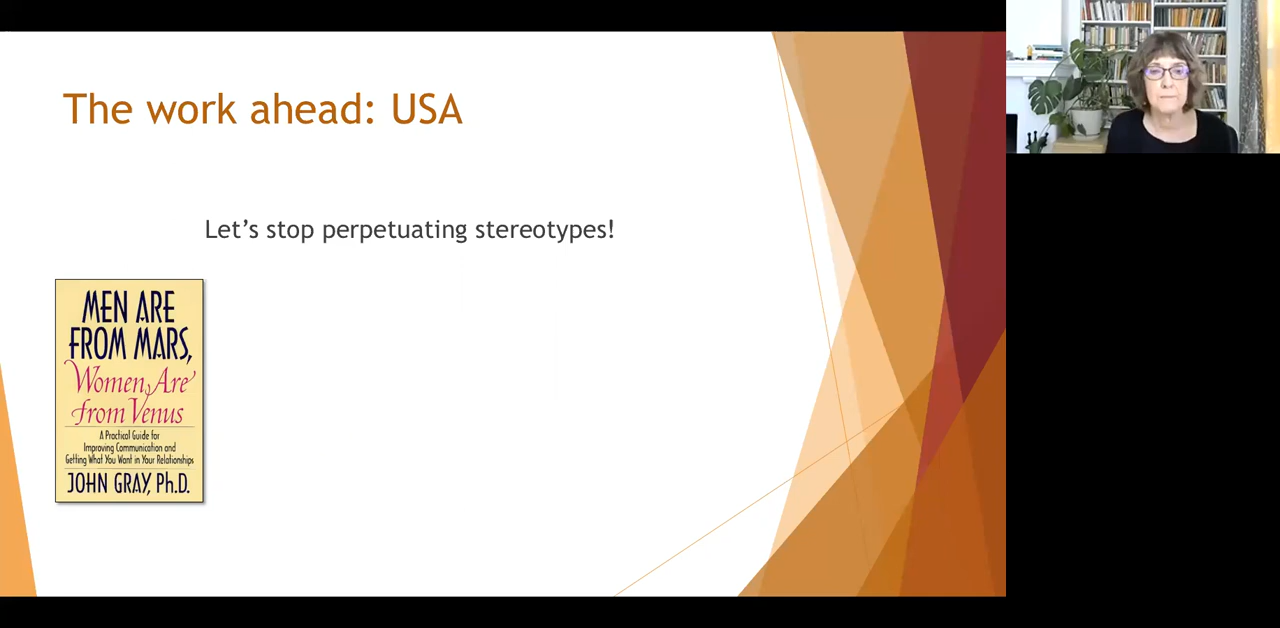 The work ahead: USA
Let's stop perpetuating stereotypes!
MEN ARE
FROM MARS,
Women Are
from Venus
A Practical Guide for
Improving Communication and
Getting What You Want in Your Relationships
JOHN GRAY, Ph.D.